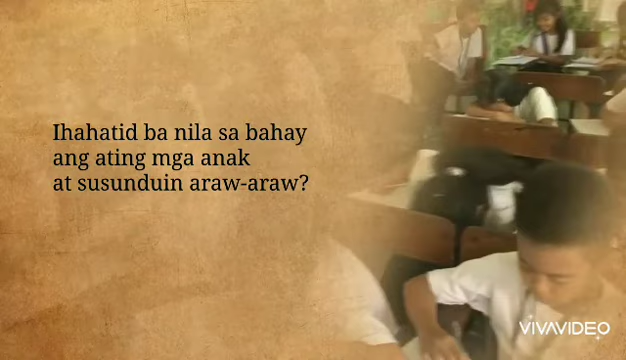 Ihahatid ba nila sa bahay
ang ating mga anak
at susunduin araw-araw?
VIVAVIDEO